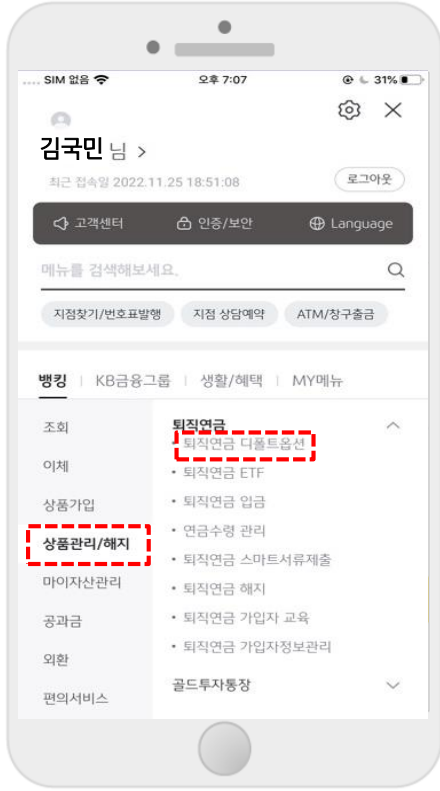 SIM 없음 오후 7:07 31%
김국민 님 >
최근 접속일 2022.11.25 18:51:08 로그아웃
고객센터 인증/보안 Language
메뉴를 검색해보세요.
지점찾기/번호표발행 지점 상담예약 ATM/창구출금
뱅킹 KB금융그룹 생활/혜택 MY메뉴
조회
이체
상품가입
상품관리/해지
마이자산관리
공과금
외환
편의서비스
퇴직연금
• 퇴직연금 디폴트옵션
• 퇴직연금 ETF
• 퇴직연금 입금
• 연금수령 관리
• 퇴직연금 스마트서류제출
• 퇴직연금 해지
• 퇴직연금 가입자 교육
• 퇴직연금 가입자정보관리
골드투자통장